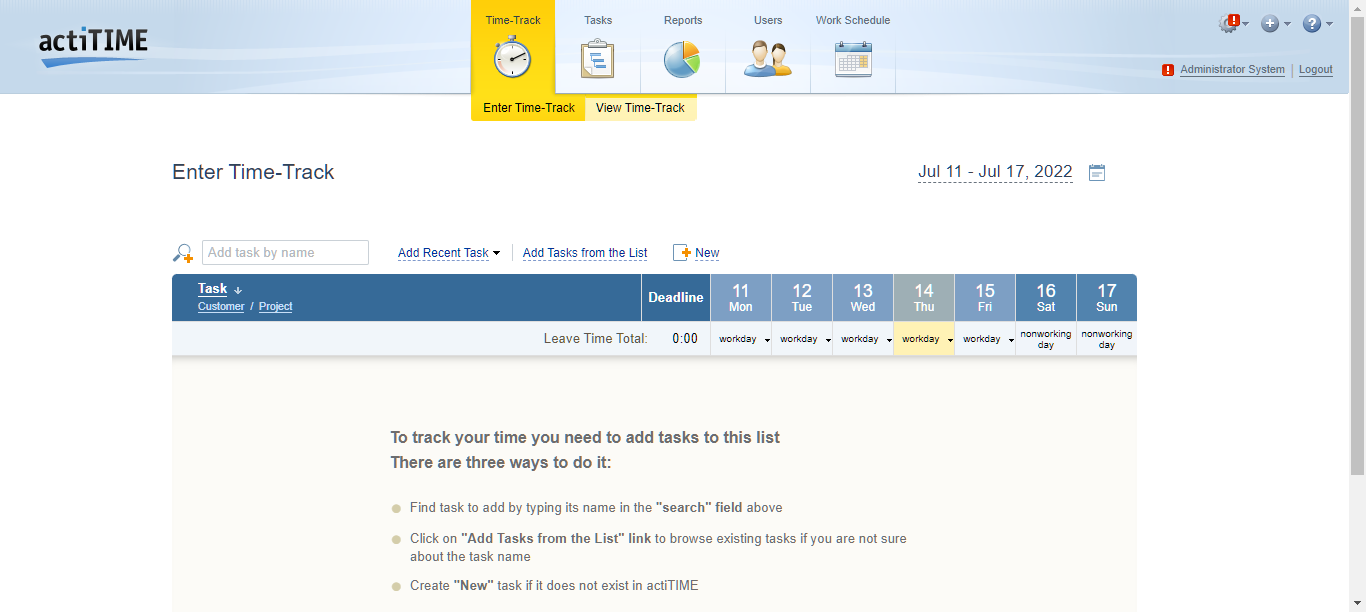 actiTIME
Time-Track
Tasks
Reports
Users
Work Schedule
!
+
?
! Administrator System | Logout
Enter Time-Track
View Time-Track
Enter Time-Track
Jul 11 - Jul 17, 2022
Add task by name
Add Recent Task
Add Tasks from the List
New
Task ↓
Customer / Project
Deadline
11
Mon
12
Tue
13
Wed
14
Thu
15
Fri
16
Sat
17
Sun
Leave Time Total: 0:00
workday
workday
workday
workday
workday
nonworking
day
nonworking
day
To track your time you need to add tasks to this list
There are three ways to do it:
Find task to add by typing its name in the "search" field above
Click on "Add Tasks from the List" link to browse existing tasks if you are not sure
about the task name
Create "New" task if it does not exist in actiTIME